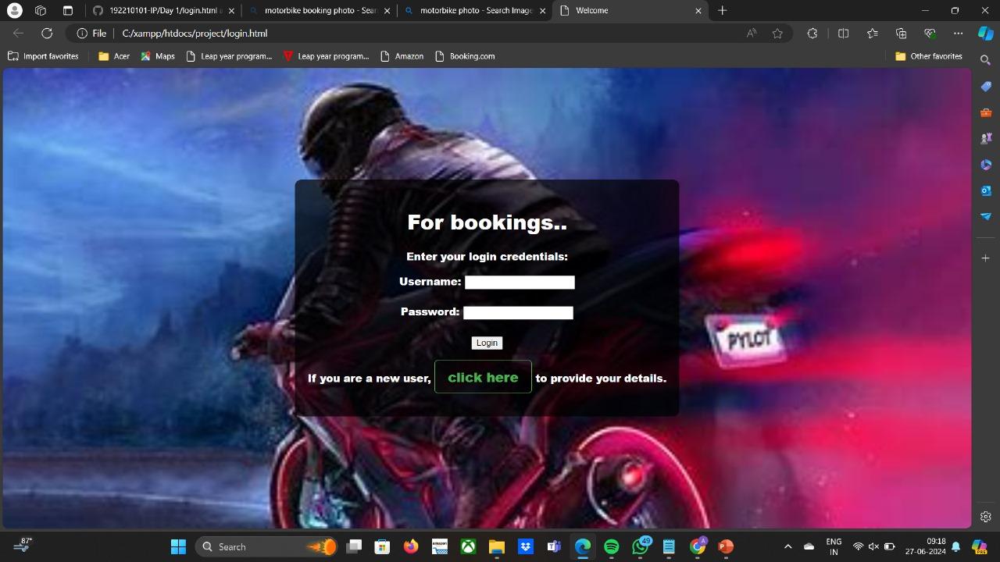 192210101-IP/Day 1/login.html a
motorbike booking photo - Sear
motorbike photo - Search Image
Welcome
File
C:/xampp/htdocs/project/login.html
Import favorites
Acer
Maps
Leap year program...
Leap year program...
Amazon
Booking.com
Other favorites
For bookings..
Enter your login credentials:
Username:
Password:
PYLOT
Login
If you are a new user, click here to provide your details.
87°
Search
amazon
49
A
ENG
IN
09:18
27-06-2024
PRE